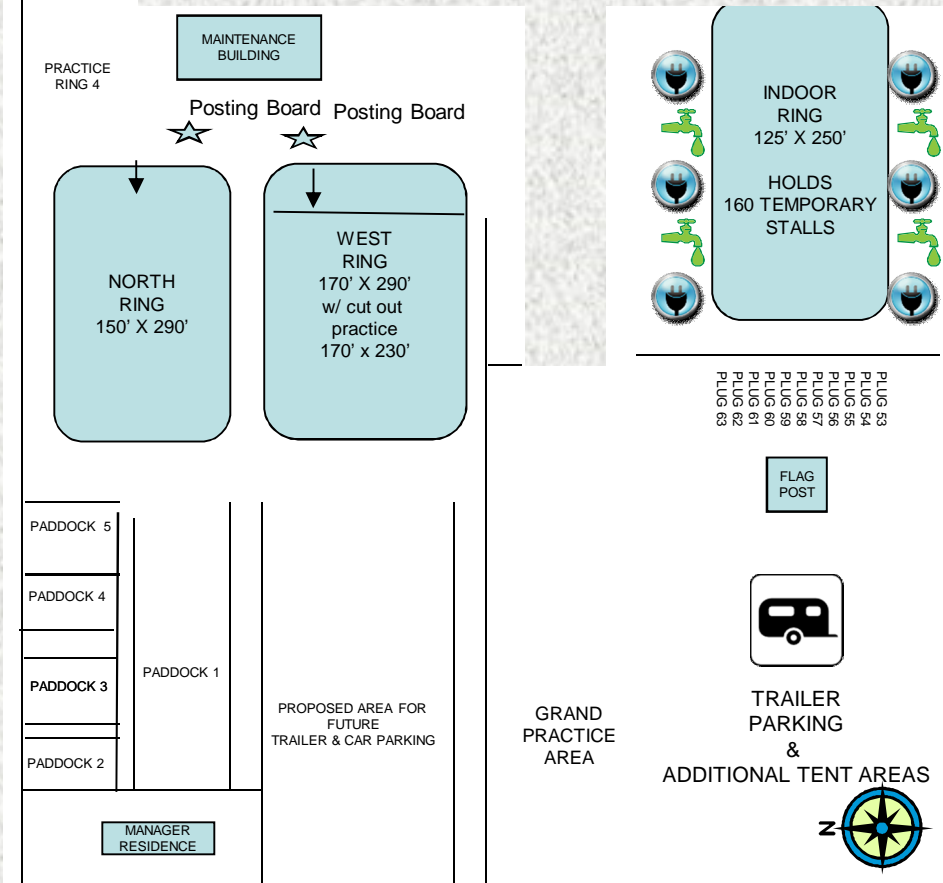 MAINTENANCE
BUILDING
PRACTICE
RING 4
Posting Board
Posting Board
NORTH
RING
150' X 290'
WEST
RING
170' X 290'
w/ cut out
practice
170' x 230'
INDOOR
RING
125' X 250'
HOLDS
160 TEMPORARY
STALLS
PLUG 53
PLUG 54
PLUG 55
PLUG 56
PLUG 57
PLUG 58
PLUG 59
PLUG 60
PLUG 61
PLUG 62
PLUG 63
FLAG
POST
PADDOCK 5
PADDOCK 4
PADDOCK 3
PADDOCK 2
PADDOCK 1
PROPOSED AREA FOR
FUTURE
TRAILER & CAR PARKING
GRAND
PRACTICE
AREA
TRAILER
PARKING
&
ADDITIONAL TENT AREAS
MANAGER
RESIDENCE
N